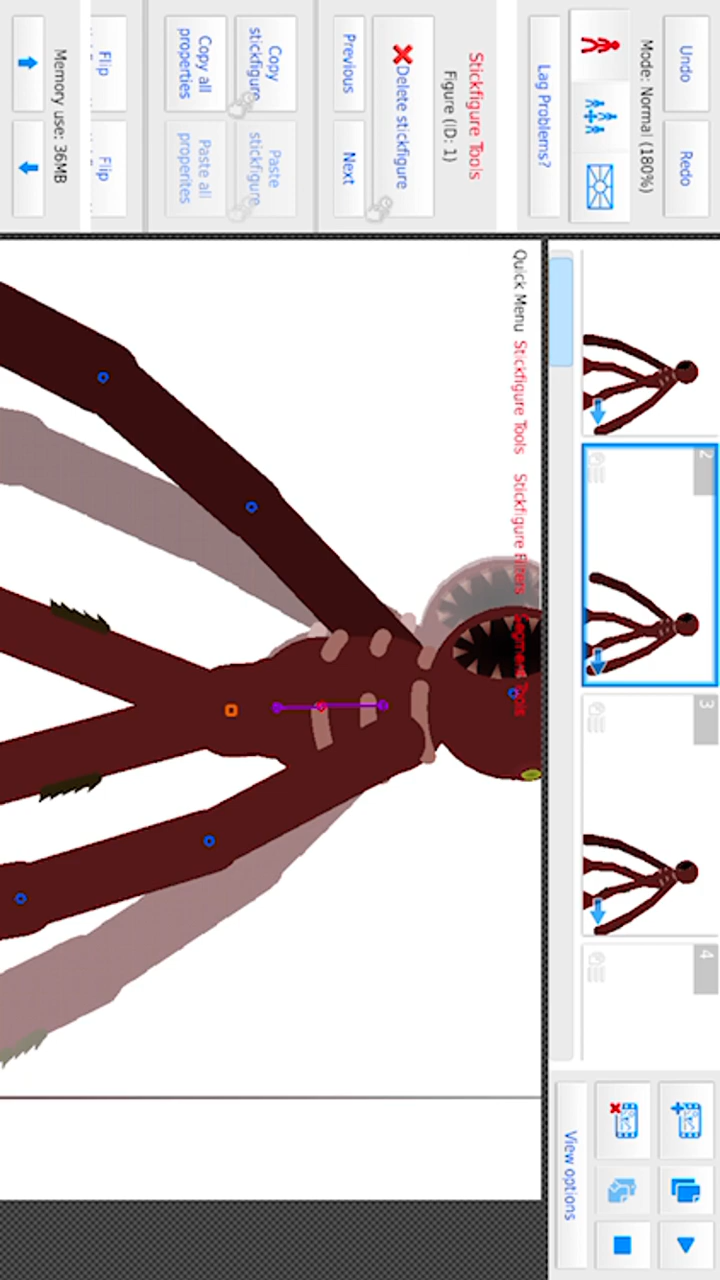 Undo Redo
Mode: Normal (180%)
Lag Problems?
Stickfigure Tools
Figure (ID: 1)
Delete stickfigure
Previous Next
Copy stickfigure
Paste stickfigure
Copy all properties
Paste all properites
Flip Flip
Memory use: 36MB
2
3
4
View options
Quick Menu Stickfigure Tools Stickfigure Filters Tools